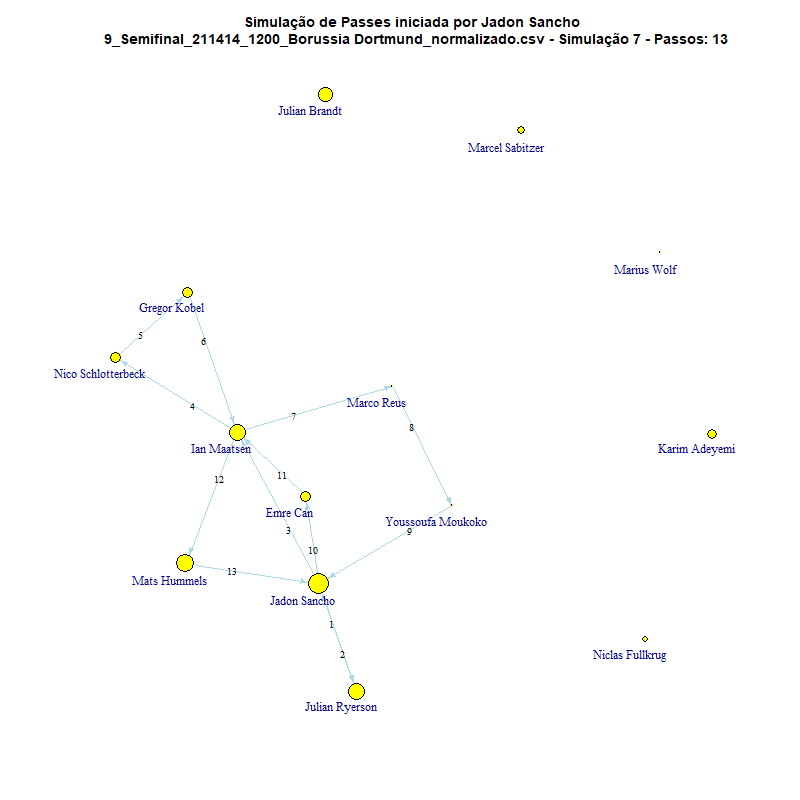 Simulação de Passes iniciada por Jadon Sancho
9_Semifinal_211414_1200_Borussia Dortmund_normalizado.csv - Simulação 7 - Passos: 13
Julian Brandt
Marcel Sabitzer
Marius Wolf
Gregor Kobel
5
6
Nico Schlotterbeck
4
Marco Reus
7
8
Ian Maatsen
Karim Adeyemi
11
12
Emre Can
Youssoufa Moukoko
3
9
10
13
Mats Hummels
Jadon Sancho
1
2
Niclas Fullkrug
Julian Ryerson